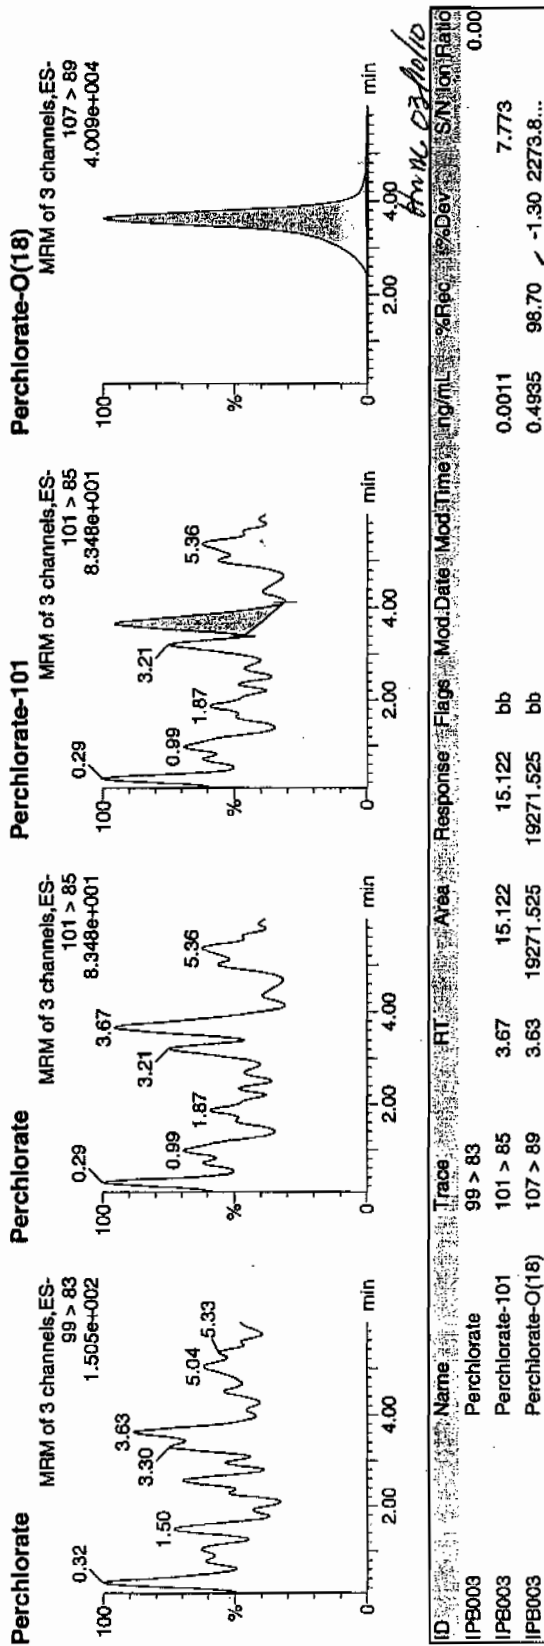 Perchlorate
MRM of 3 channels,ES-
99 > 83
1.505e+002
100
%
0
0.32
1.50
3.30
3.63
5.04
5.33
2.00
4.00
min
Perchlorate
MRM of 3 channels,ES-
101 > 85
8.348e+001
100
%
0
0.29
0.99
1.87
3.21
3.67
5.36
2.00
4.00
min
Perchlorate-101
MRM of 3 channels,ES-
101 > 85
8.348e+001
100
%
0
0.29
0.99
1.87
3.21
5.36
2.00
4.00
min
Perchlorate-O(18)
MRM of 3 channels,ES-
107 > 89
4.009e+004
100
%
0
2.00
4.00
min
03/10/10
ID Name Trace RT Area Response Flags Mod.Date Mod.Time ng/mL %Rec %Dev S/N Ion Ratio
IPB003 Perchlorate 99 > 83 0.00
IPB003 Perchlorate-101 101 > 85 3.67 15.122 15.122 bb 0.0011 7.773
IPB003 Perchlorate-O(18) 107 > 89 3.63 19271.525 19271.525 bb 0.4935 98.70 -1.30 2273.8...